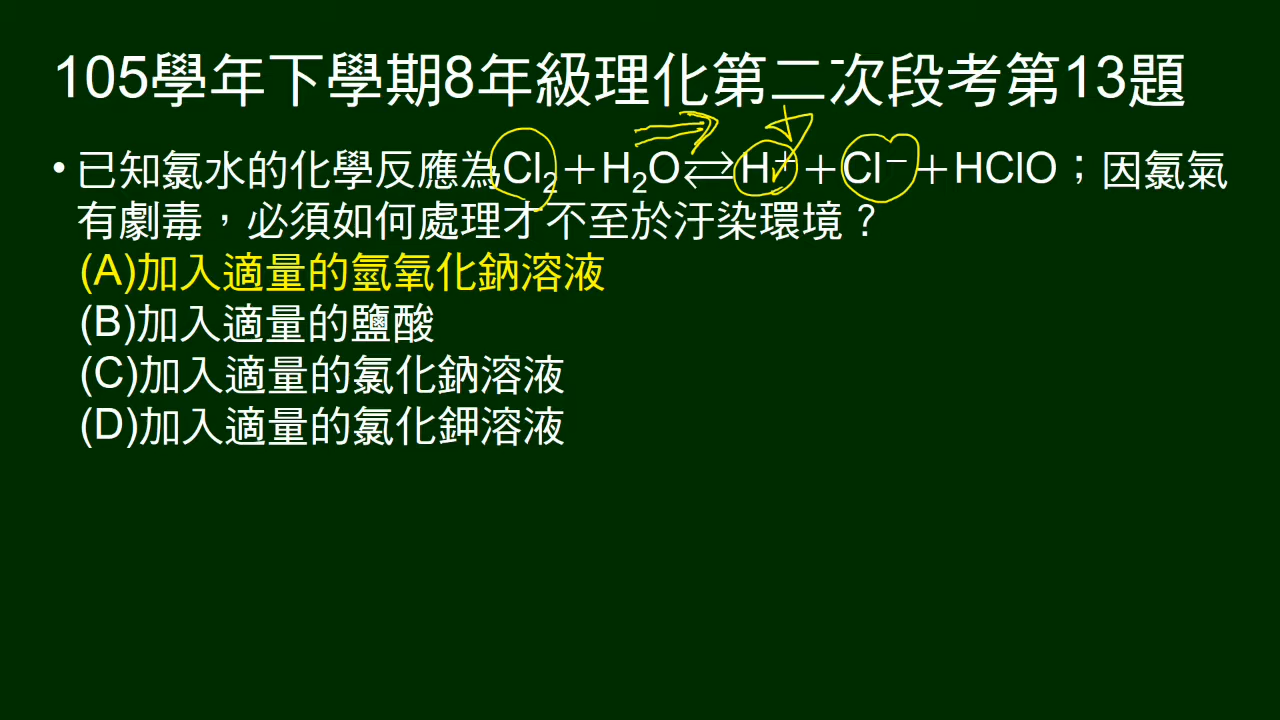 105學年下學期8年級理化第二次段考第13題
• 已知氯水的化學反應為Cl₂＋H₂O⇌H⁺＋Cl⁻＋HClO；因氯氣
有劇毒，必須如何處理才不至於汙染環境？
(A)加入適量的氫氧化鈉溶液
(B)加入適量的鹽酸
(C)加入適量的氯化鈉溶液
(D)加入適量的氯化鉀溶液